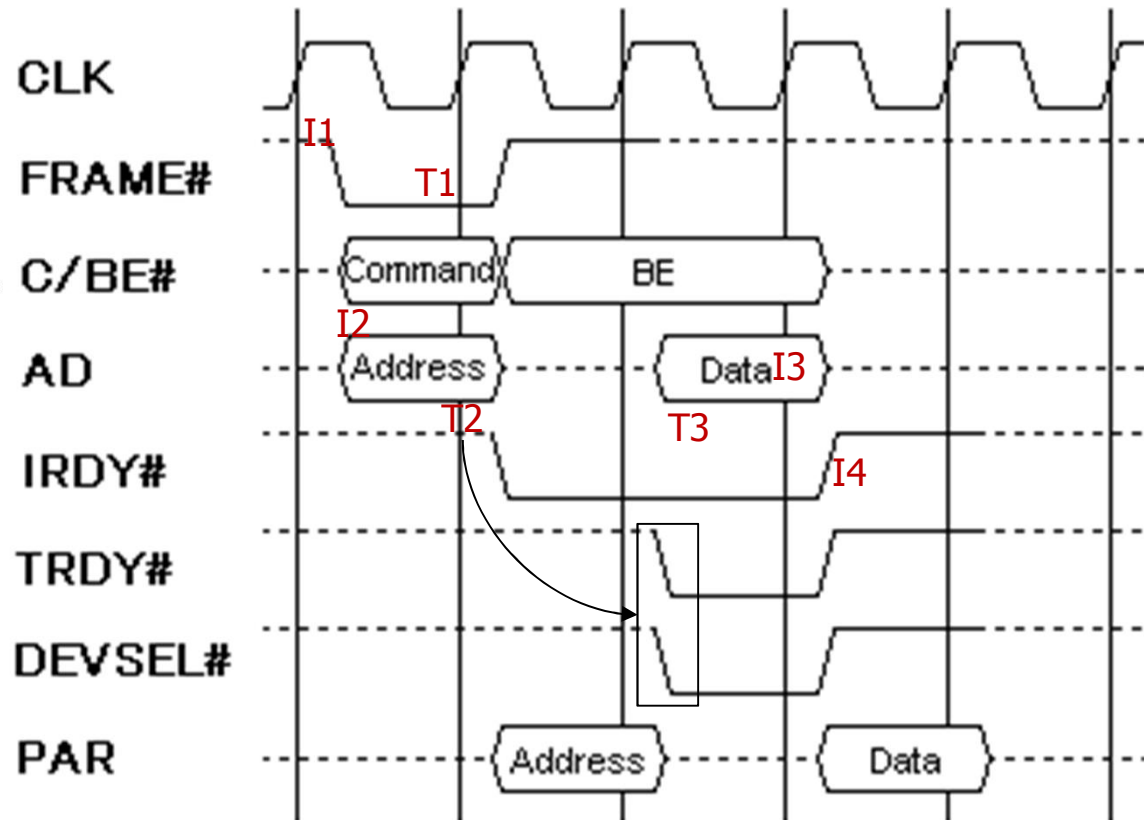 CLK
I1
FRAME#
T1
C/BE#
Command
BE
I2
AD
Address
Data
I3
T2
T3
IRDY#
I4
TRDY#
DEVSEL#
PAR
Address
Data